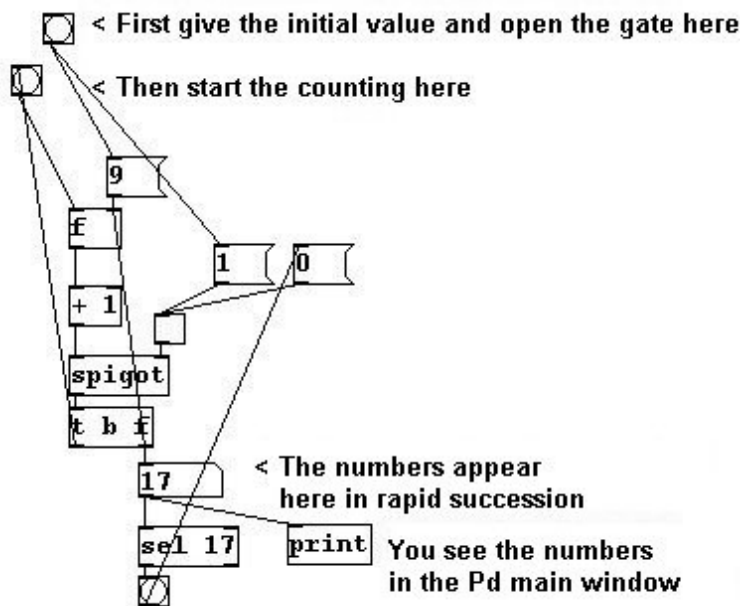 < First give the initial value and open the gate here
< Then start the counting here
9
f
1
0
+ 1
spigot
t b f
17
< The numbers appear
here in rapid succession
sel 17
print
You see the numbers
in the Pd main window